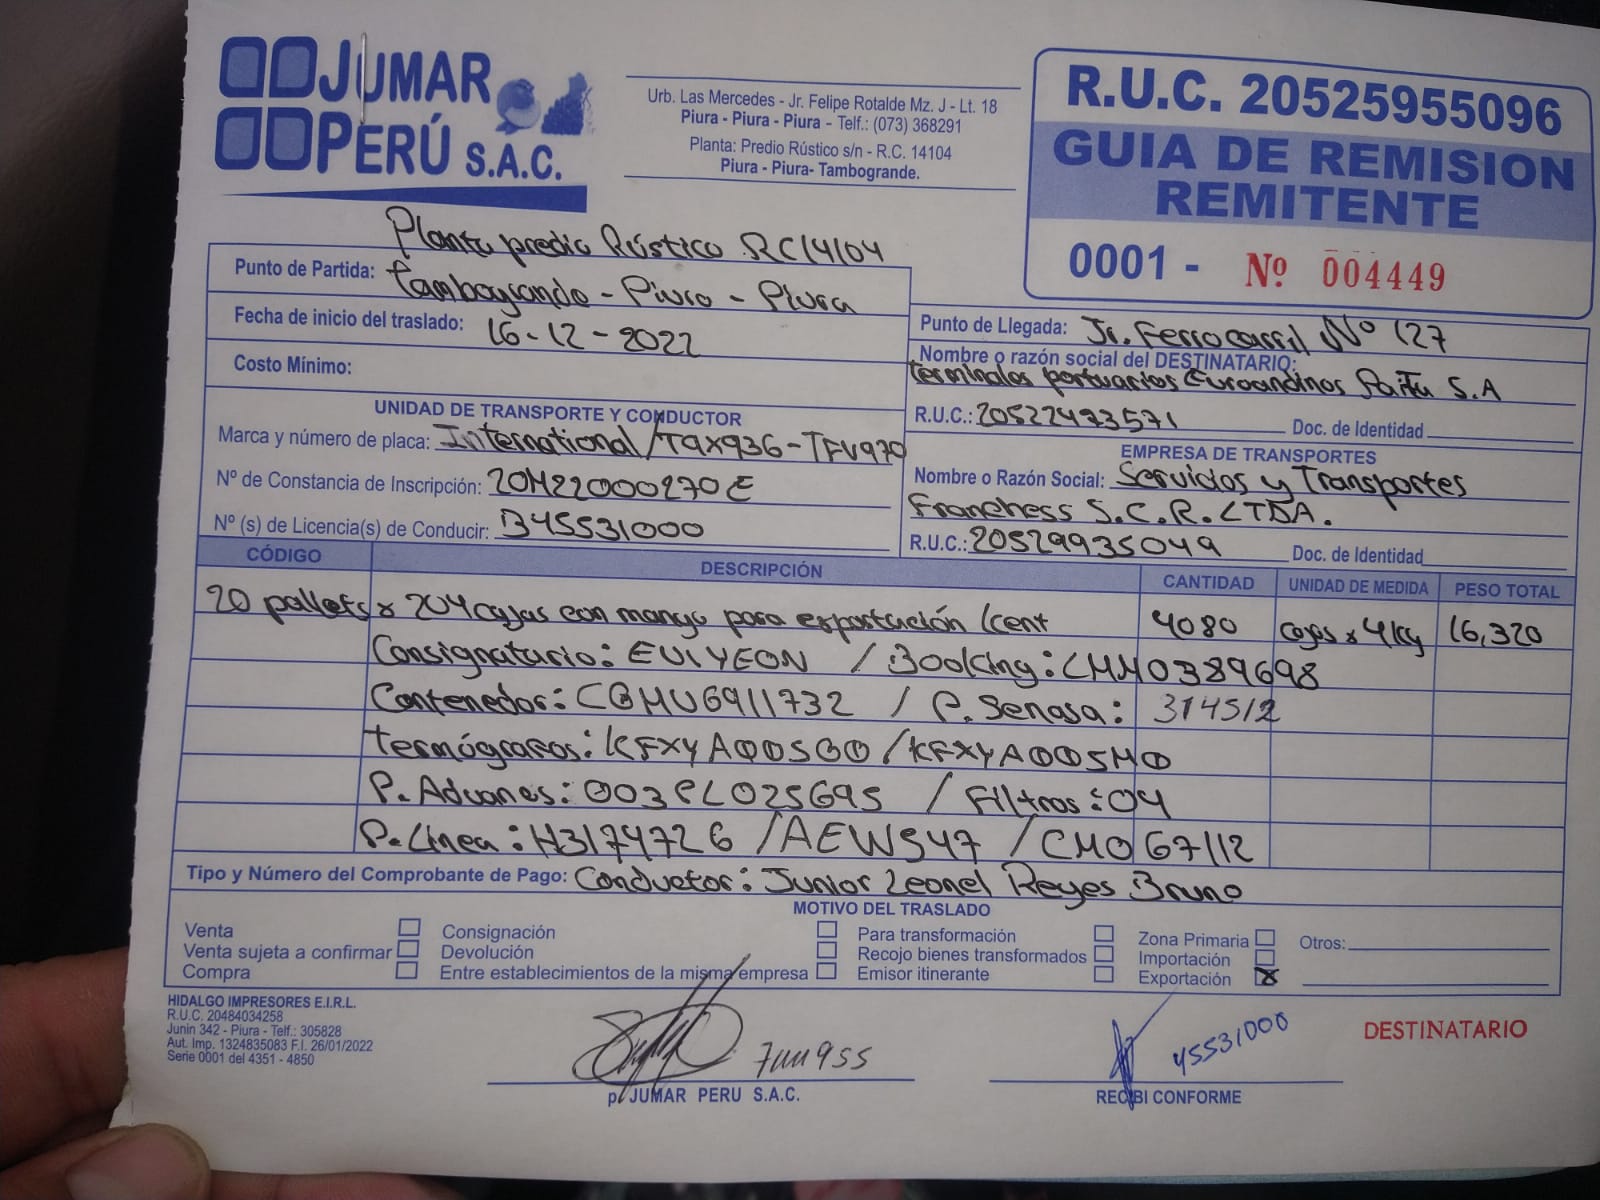 JUMAR
PERÚ S.A.C.
Urb. Las Mercedes - Jr. Felipe Rotalde Mz. J - Lt. 18
Piura - Piura - Piura - Telf.: (073) 368291
Planta: Predio Rústico s/n - R.C. 14104
Piura - Piura- Tambogrande.
R.U.C. 20525955096
GUIA DE REMISION
REMITENTE
0001 - Nº 004449
Planta predio Rústico RC14104
Punto de Partida: tambogrande - Piura - Piura
Fecha de inicio del traslado: 16-12-2022
Costo Mínimo:
Punto de Llegada: Jr. Ferrocarril Nº 127
Nombre o razón social del DESTINATARIO:
terminales portuarios Euroandinos Paita S.A
R.U.C.: 20522473571 Doc. de Identidad
UNIDAD DE TRANSPORTE Y CONDUCTOR
Marca y número de placa: International/T9X936-TFV970
Nº de Constancia de Inscripción: 20M22000270E
Nº (s) de Licencia(s) de Conducir: B45531000
EMPRESA DE TRANSPORTES
Nombre o Razón Social: Servicios y Transportes
Franchess S.C.R.LTDA.
R.U.C.: 20529935049 Doc. de Identidad
CÓDIGO DESCRIPCIÓN CANTIDAD UNIDAD DE MEDIDA PESO TOTAL
20 pallets x 204 cajas con mango para exportación (cent 4080 cajas x 4kg 16,320
Consignatario: EULYEON / Booking: LMM0389698
Contenedor: CGMU6911732 / P. Senasa: 314512
termógrafos: KFXYA005G0 / KFXYA005M0
P. Aduanas: 003PL025695 / Filtros: 04
P. Línea: H3174726 / AEW547 / CMO67112
Tipo y Número del Comprobante de Pago: Conductor: Junior Leonel Reyes Bruno
MOTIVO DEL TRASLADO
Venta
Venta sujeta a confirmar
Compra
Consignación
Devolución
Entre establecimientos de la misma empresa
Para transformación
Recojo bienes transformados
Emisor itinerante
Zona Primaria
Importación
Exportación X
Otros:
HIDALGO IMPRESORES E.I.R.L.
R.U.C. 20484034258
Junin 342 - Piura - Telf.: 305828
Aut. Imp. 1324835083 F.I. 26/01/2022
Serie 0001 del 4351 - 4850
p. JUMAR PERU S.A.C.
45531000
RECIBI CONFORME
DESTINATARIO